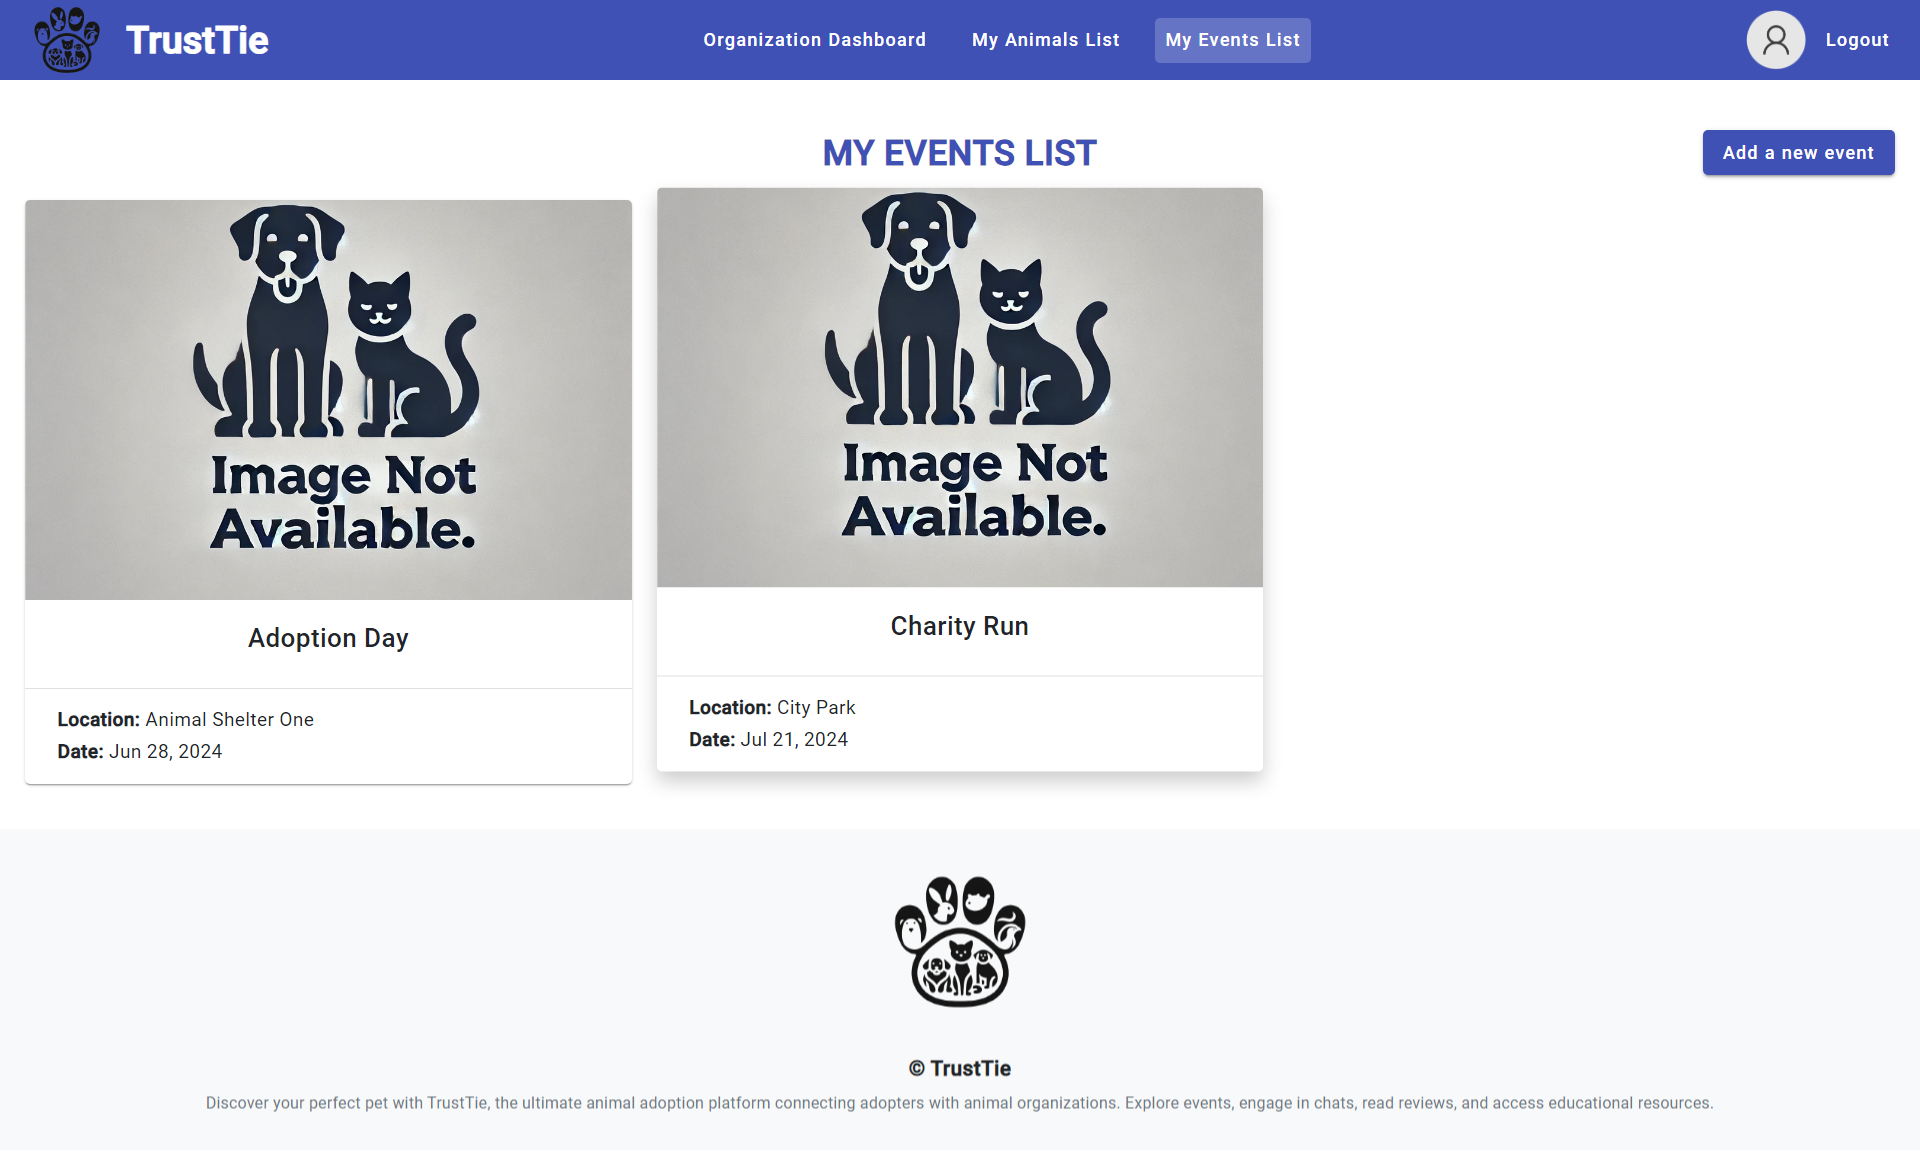 TrustTie
Organization Dashboard
My Animals List
My Events List
Logout
MY EVENTS LIST
Add a new event
Image Not
Available.
Adoption Day
Location: Animal Shelter One
Date: Jun 28, 2024
Image Not
Available.
Charity Run
Location: City Park
Date: Jul 21, 2024
© TrustTie
Discover your perfect pet with TrustTie, the ultimate animal adoption platform connecting adopters with animal organizations. Explore events, engage in chats, read reviews, and access educational resources.